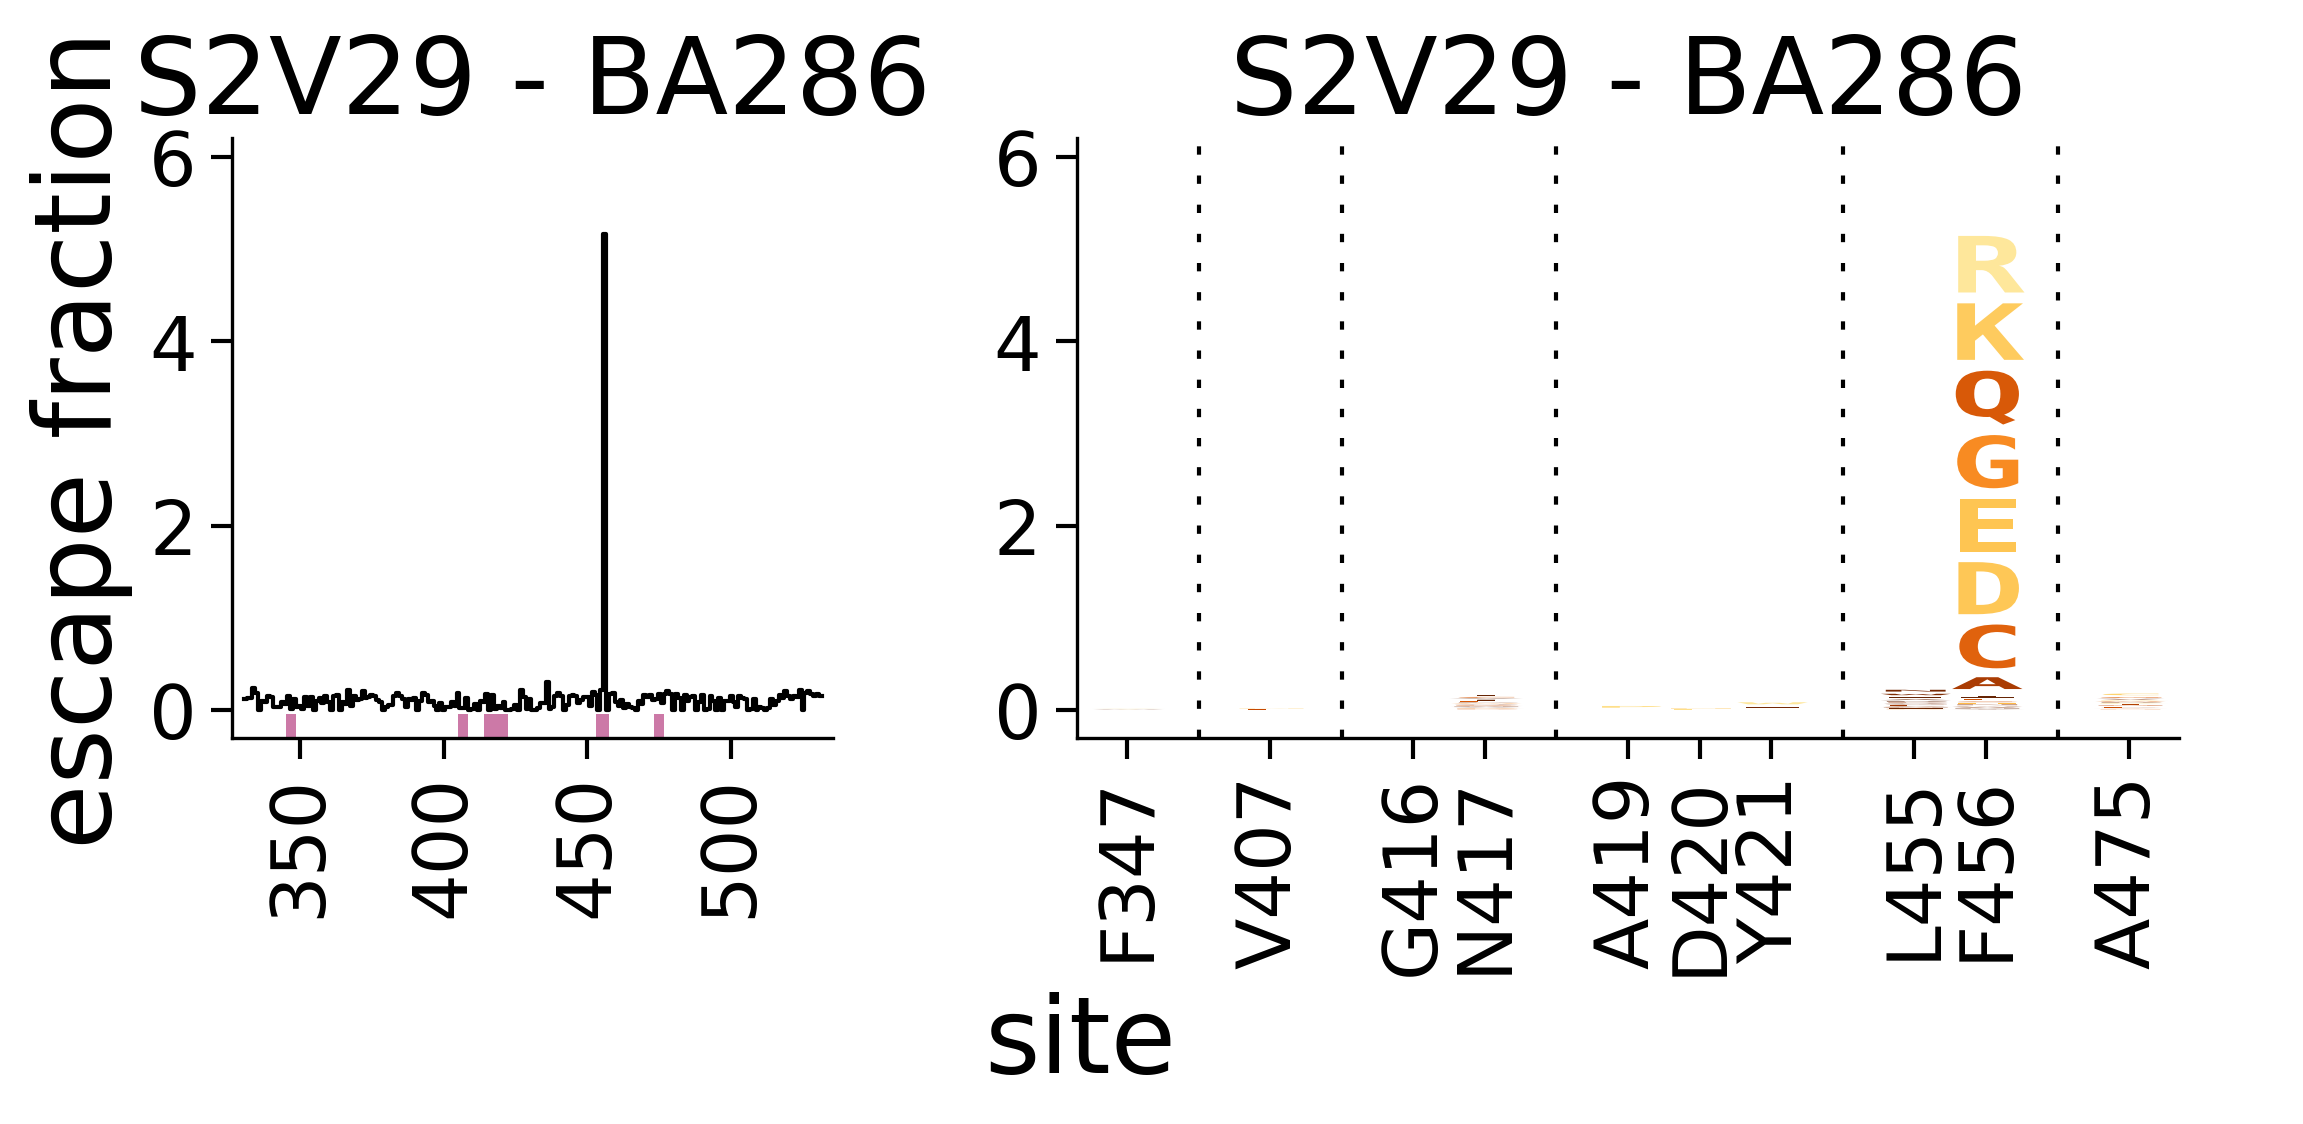 S2V29 - BA286
S2V29 - BA286
escape fraction
6
4
2
0
350
400
450
500
6
4
2
0
R
K
Q
G
E
D
C
A
F347
V407
G416
N417
A419
D420
Y421
L455
F456
A475
site